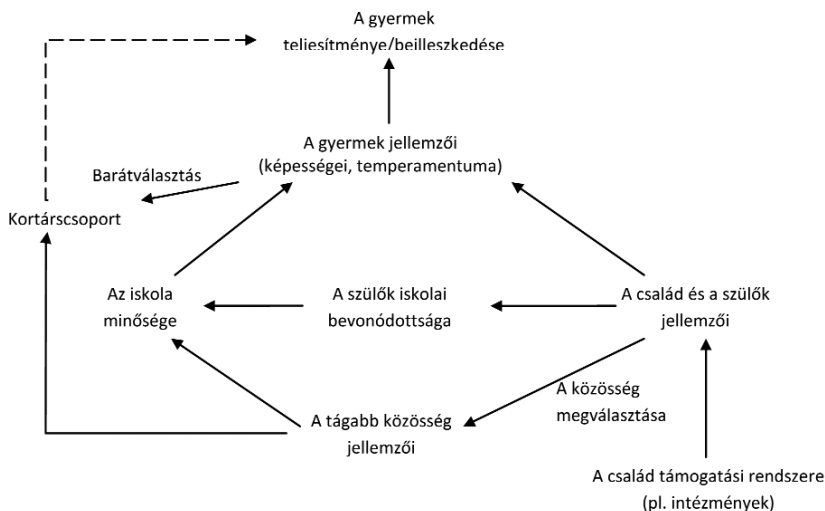 A gyermek
teljesítménye/beilleszkedése
A gyermek jellemzői
(képességei, temperamentuma)
Barátválasztás
Kortárscsoport
Az iskola
minősége
A szülők iskolai
bevonódottsága
A család és a szülők
jellemzői
A közösség
megválasztása
A tágabb közösség
jellemzői
A család támogatási rendszere
(pl. intézmények)